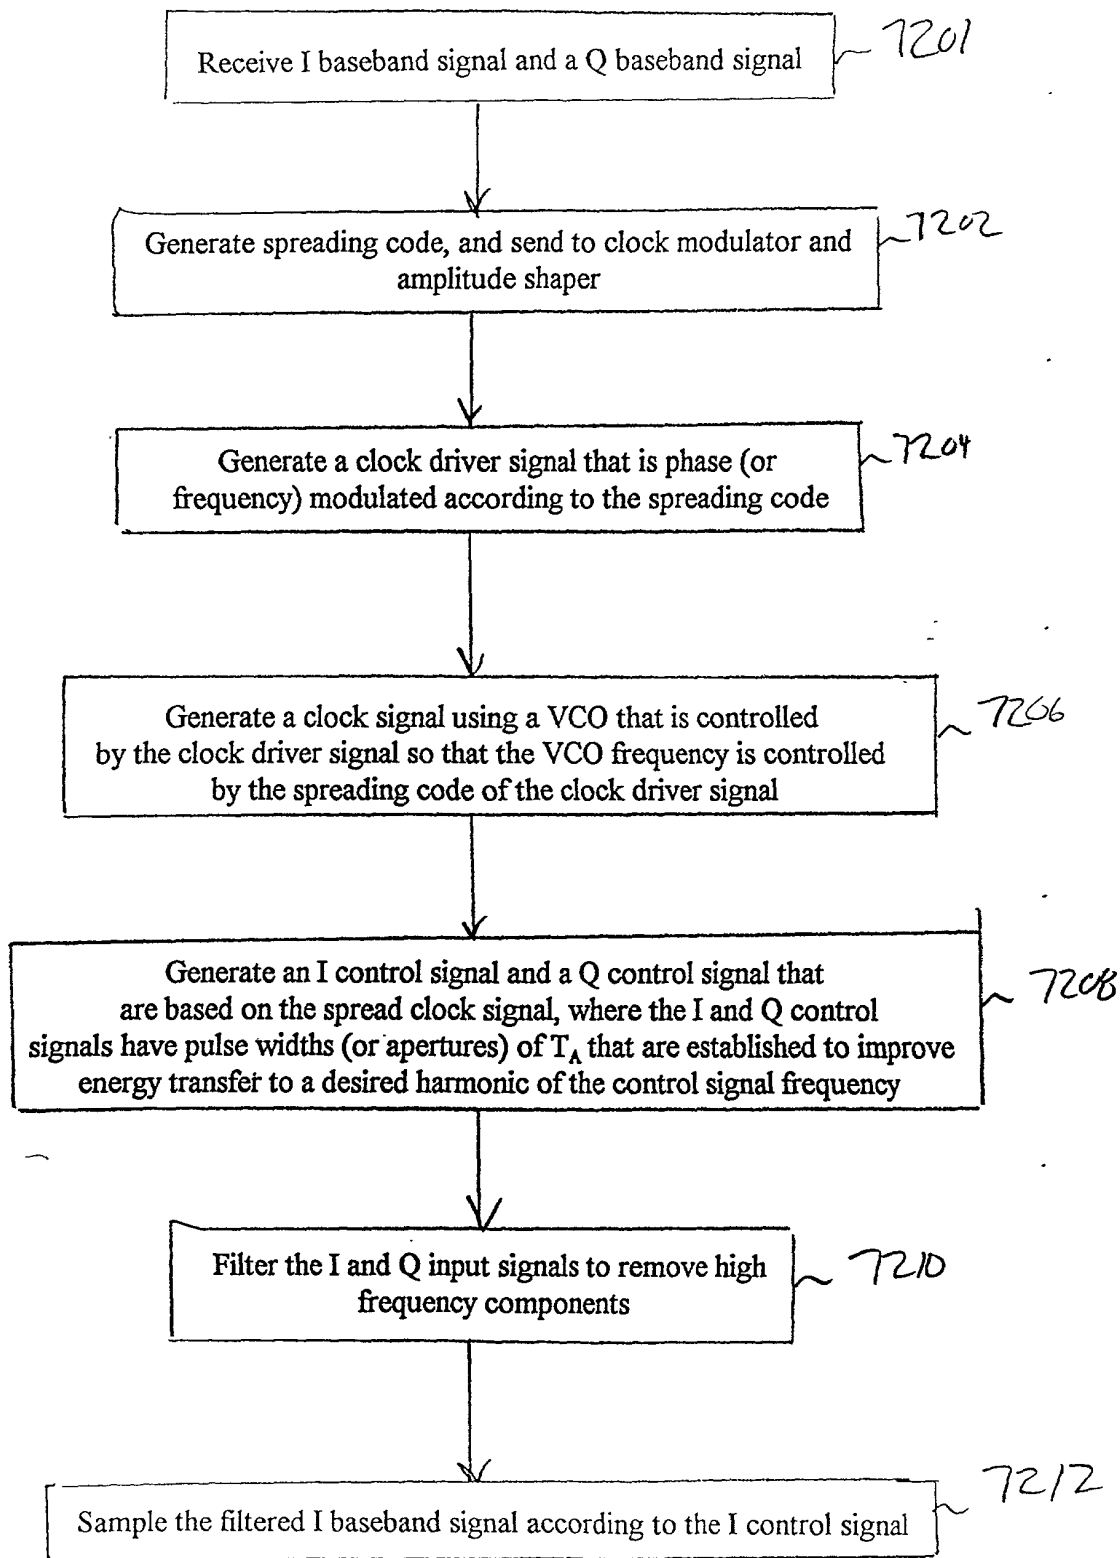 Receive I baseband signal and a Q baseband signal
7201
Generate spreading code, and send to clock modulator and
amplitude shaper
7202
Generate a clock driver signal that is phase (or
frequency) modulated according to the spreading code
7204
Generate a clock signal using a VCO that is controlled
by the clock driver signal so that the VCO frequency is controlled
by the spreading code of the clock driver signal
7206
Generate an I control signal and a Q control signal that
are based on the spread clock signal, where the I and Q control
signals have pulse widths (or apertures) of T_A that are established to improve
energy transfer to a desired harmonic of the control signal frequency
7208
Filter the I and Q input signals to remove high
frequency components
7210
Sample the filtered I baseband signal according to the I control signal
7212